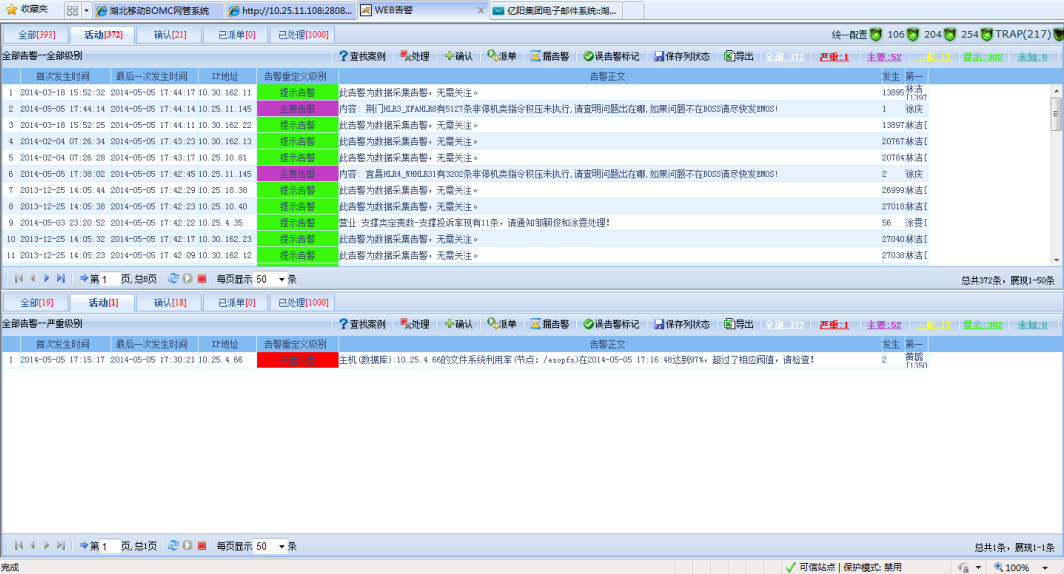 收藏夹 湖北移动BOMC网管系统 http://10.25.11.108:2808... WEB告警 x 亿阳集团电子邮件系统::湖...
全部[393] 活动[372] 确认[21] 已派单[0] 已处理[1000] 统一配置 106 204 254 TRAP(217)
全部告警--全部级别 查找案例 处理 确认 派单 屏告警 误告警标记 保存列状态 导出 全部:372 严重:1 主要:52 提示:302 未知:0
首次发生时间 最后一次发生时间 IP地址 告警重定义级别 告警正文 发生 第一
1 2014-03-18 15:52:32 2014-05-05 17:44:17 10.30.162.11 提示告警 此告警为数据采集告警，无需关注。 13895 林洁[1397
2 2014-05-05 17:44:14 2014-05-05 17:44:14 10.25.11.145 主要告警 内容: 荆门HLR3_XFAHLR8有5127条非停机类指令积压未执行,请查明问题出在哪,如果问题不在BOSS请尽快发EMOS! 1 徐庆
3 2014-03-18 15:52:25 2014-05-05 17:44:11 10.30.162.22 提示告警 此告警为数据采集告警，无需关注。 13897 林洁[
4 2014-02-04 07:26:34 2014-05-05 17:43:23 10.30.162.13 提示告警 此告警为数据采集告警，无需关注。 20767 林洁[
5 2014-02-04 07:26:28 2014-05-05 17:43:17 10.25.10.81 提示告警 此告警为数据采集告警，无需关注。 20784 林洁[
6 2014-05-05 17:38:02 2014-05-05 17:42:45 10.25.11.145 主要告警 内容: 宜昌HLR4_WHHLR31有3202条非停机类指令积压未执行,请查明问题出在哪,如果问题不在BOSS请尽快发EMOS! 2 徐庆
7 2013-12-25 14:05:44 2014-05-05 17:42:29 10.25.18.38 提示告警 此告警为数据采集告警，无需关注。 26999 林洁[
8 2013-12-25 14:05:38 2014-05-05 17:42:23 10.25.10.40 提示告警 此告警为数据采集告警，无需关注。 27018 林洁[
9 2014-05-03 23:20:52 2014-05-05 17:42:22 10.25.4.35 提示告警 营业:支撑类定离数-支撑投诉库现有11条，请通知邹嗣俊和涂雯处理! 56 涂雯[
10 2013-12-25 14:05:32 2014-05-05 17:42:17 10.30.162.23 提示告警 此告警为数据采集告警，无需关注。 27040 林洁[
11 2013-12-25 14:05:23 2014-05-05 17:42:09 10.30.162.12 提示告警 此告警为数据采集告警，无需关注。 27038 林洁[
第 1 页,总8页 每页显示 50 条 总共372条，展现1-50条
全部[19] 活动[1] 确认[18] 已派单[0] 已处理[1000]
全部告警--严重级别 查找案例 处理 确认 派单 屏告警 误告警标记 保存列状态 导出 全部:372 严重:1 主要:52 提示:302 未知:0
首次发生时间 最后一次发生时间 IP地址 告警重定义级别 告警正文 发生 第一
1 2014-05-05 17:15:17 2014-05-05 17:30:21 10.25.4.66 严重告警 主机(数据库):10.25.4.66的文件系统利用率(节点：/esopfs)在2014-05-05 17:16:48达到97%，超过了相应阀值，请检查! 2 [1350
第 1 页,总1页 每页显示 50 条 总共1条，展现1-1条
完成 可信站点 | 保护模式: 禁用 100%